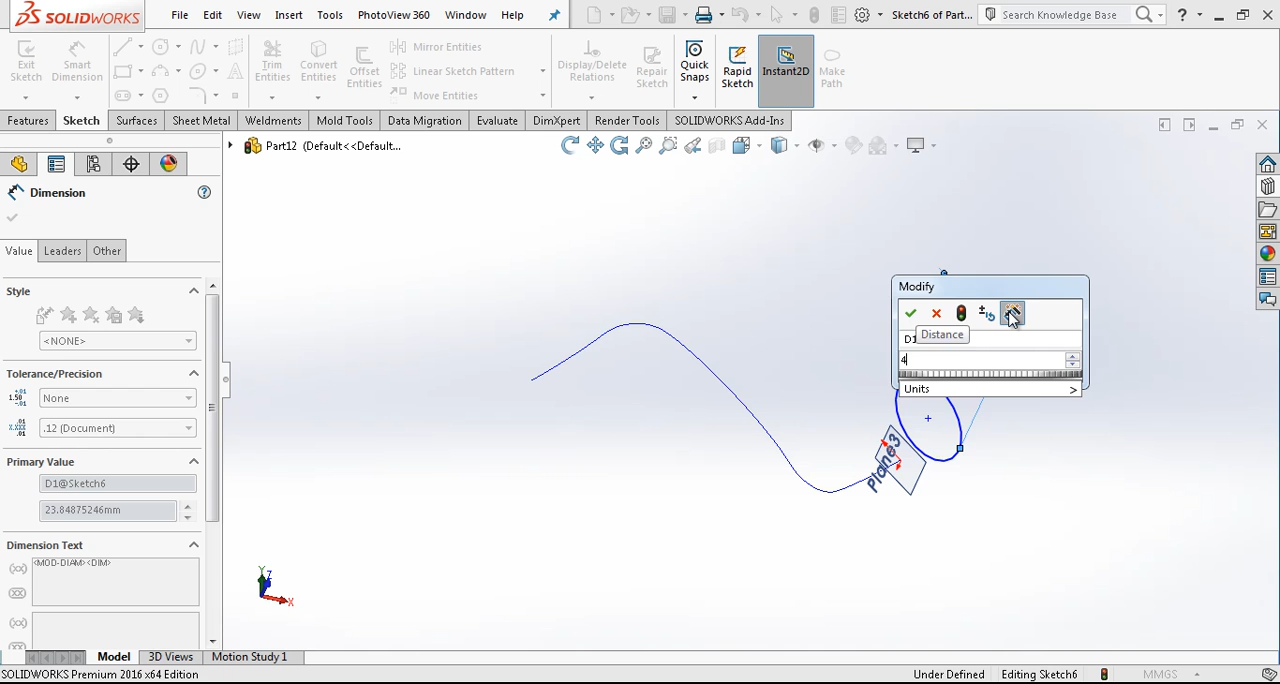 SOLIDWORKS
File Edit View Insert Tools PhotoView 360 Window Help
Sketch6 of Part...
Search Knowledge Base
Exit Sketch
Smart Dimension
Trim Entities
Convert Entities
Offset Entities
Mirror Entities
Linear Sketch Pattern
Move Entities
Display/Delete Relations
Repair Sketch
Quick Snaps
Rapid Sketch
Instant2D
Make Path
Features Sketch Surfaces Sheet Metal Weldments Mold Tools Data Migration Evaluate DimXpert Render Tools SOLIDWORKS Add-Ins
Part12 (Default<<Default...
Dimension
Value Leaders Other
Style
<NONE>
Tolerance/Precision
None
.12 (Document)
Primary Value
D1@Sketch6
23.84875246mm
Dimension Text
<MOD-DIAM><DIM>
Modify
D1
Distance
4
Units >
Plane3
Y
Z
X
Model 3D Views Motion Study 1
SOLIDWORKS Premium 2016 x64 Edition
Under Defined Editing Sketch6 MMGS